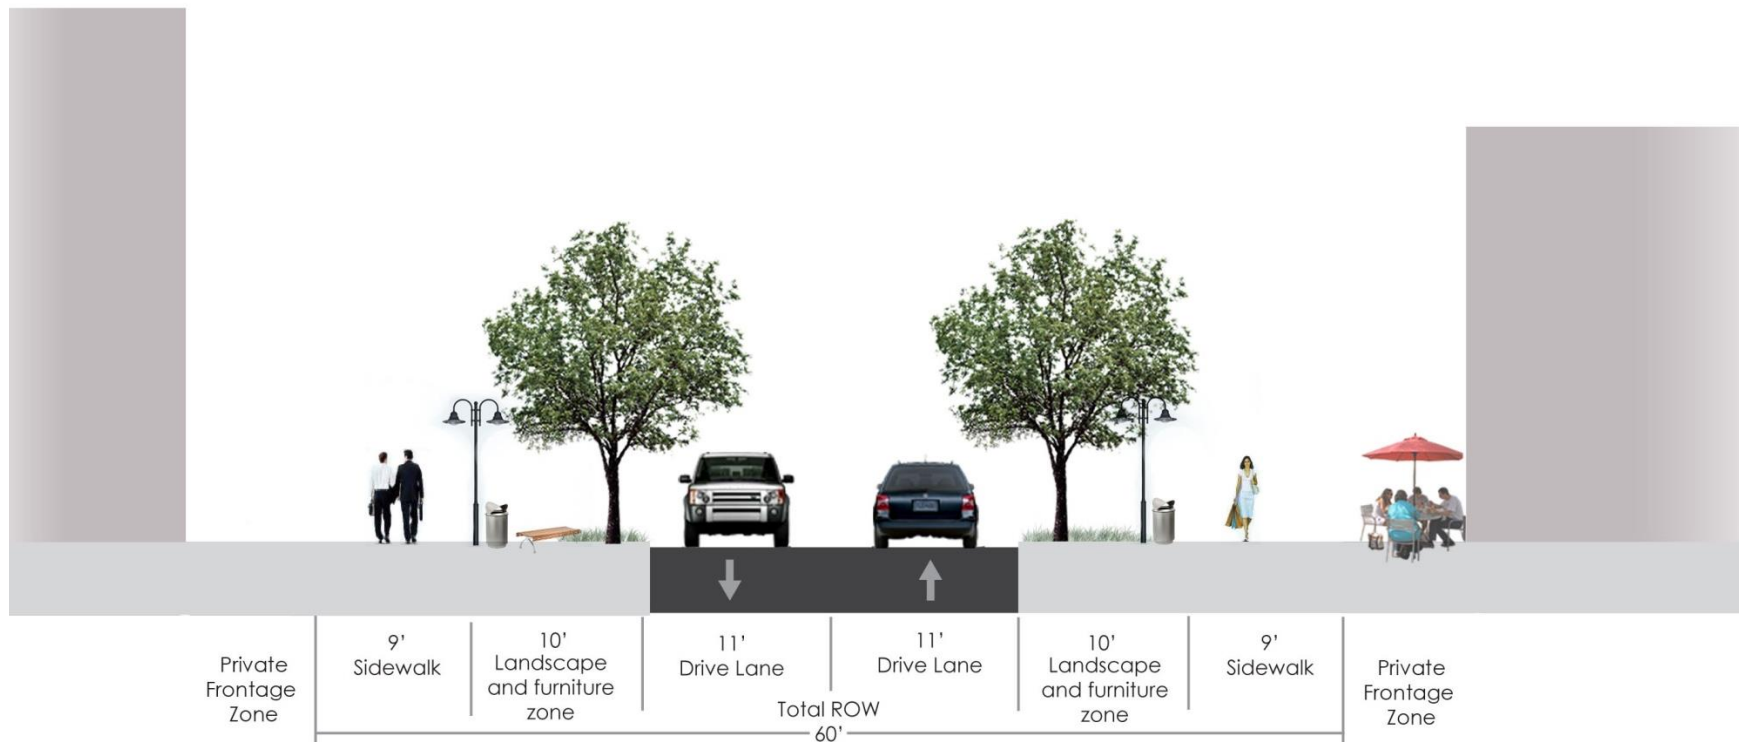 Private
Frontage
Zone
9’
Sidewalk
10’
Landscape
and furniture
zone
11’
Drive Lane
11’
Drive Lane
10’
Landscape
and furniture
zone
9’
Sidewalk
Private
Frontage
Zone
Total ROW
60’